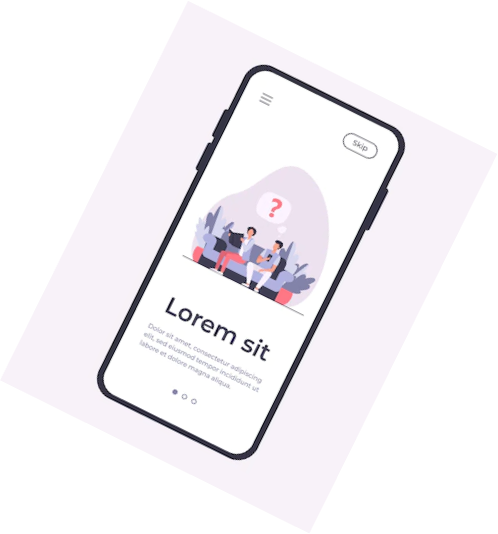 Skip
?
Lorem sit
Dolor sit amet, consectetur adipiscing
elit, sed eiusmod tempor incididunt ut
labore et dolore magna aliqua.